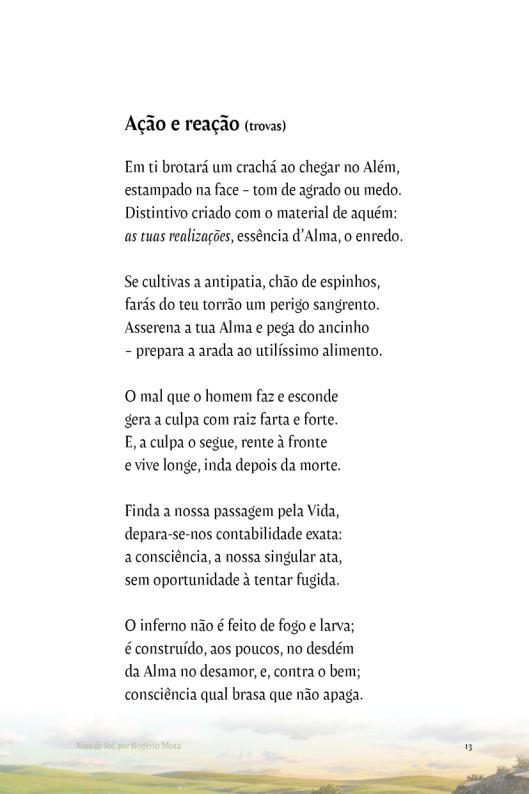 Ação e reação (trovas)
Em ti brotará um crachá ao chegar no Além,
estampado na face – tom de agrado ou medo.
Distintivo criado com o material de aquém:
as tuas realizações, essência d’Alma, o enredo.
Se cultivas a antipatia, chão de espinhos,
farás do teu torrão um perigo sangrento.
Asserena a tua Alma e pega do ancinho
– prepara a arada ao utilíssimo alimento.
O mal que o homem faz e esconde
gera a culpa com raiz farta e forte.
E, a culpa o segue, rente à fronte
e vive longe, inda depois da morte.
Finda a nossa passagem pela Vida,
depara-se-nos contabilidade exata:
a consciência, a nossa singular ata,
sem oportunidade à tentar fugida.
O inferno não é feito de fogo e larva;
é construído, aos poucos, no desdém
da Alma no desamor, e, contra o bem;
consciência qual brasa que não apaga.
Naco de Sol, por Rogério Mota 13